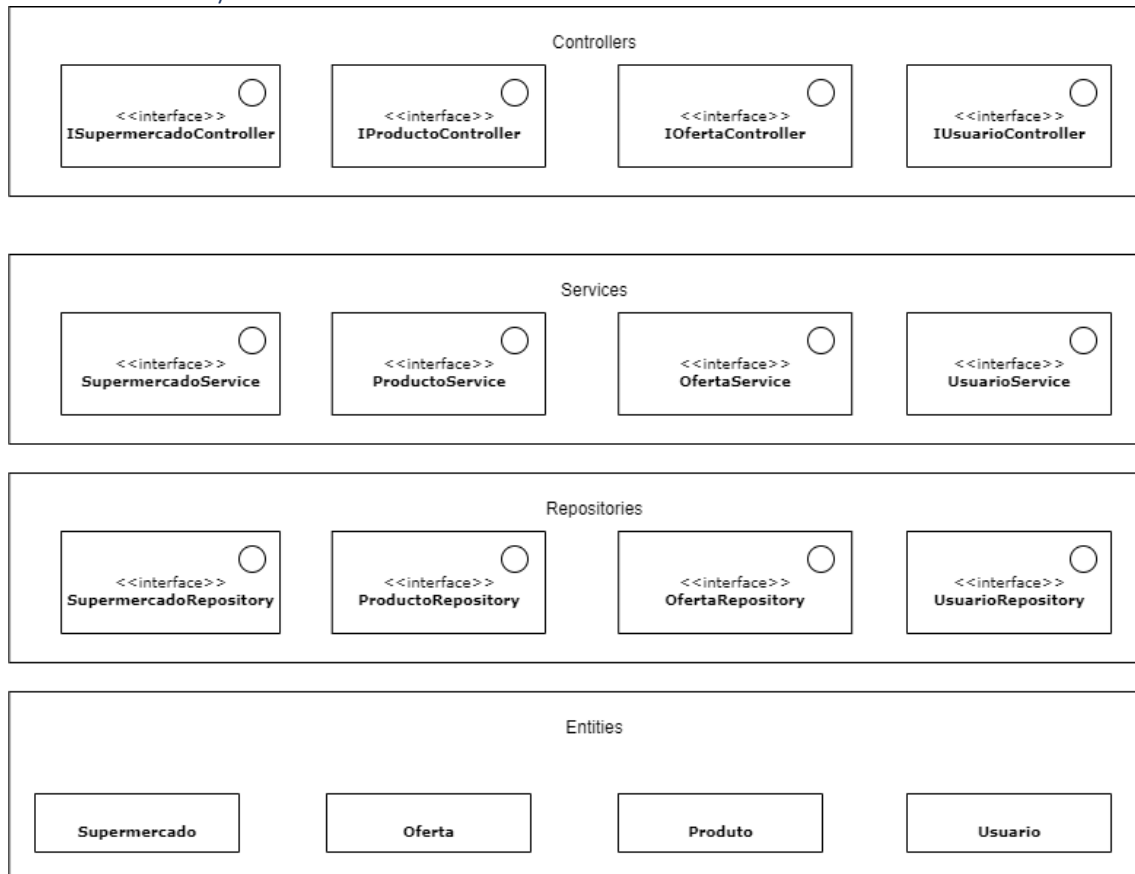 Controllers
<<interface>>
ISupermercadoController
<<interface>>
IProductoController
<<interface>>
IOfertaController
<<interface>>
IUsuarioController
Services
<<interface>>
SupermercadoService
<<interface>>
ProductoService
<<interface>>
OfertaService
<<interface>>
UsuarioService
Repositories
<<interface>>
SupermercadoRepository
<<interface>>
ProductoRepository
<<interface>>
OfertaRepository
<<interface>>
UsuarioRepository
Entities
Supermercado
Oferta
Produto
Usuario